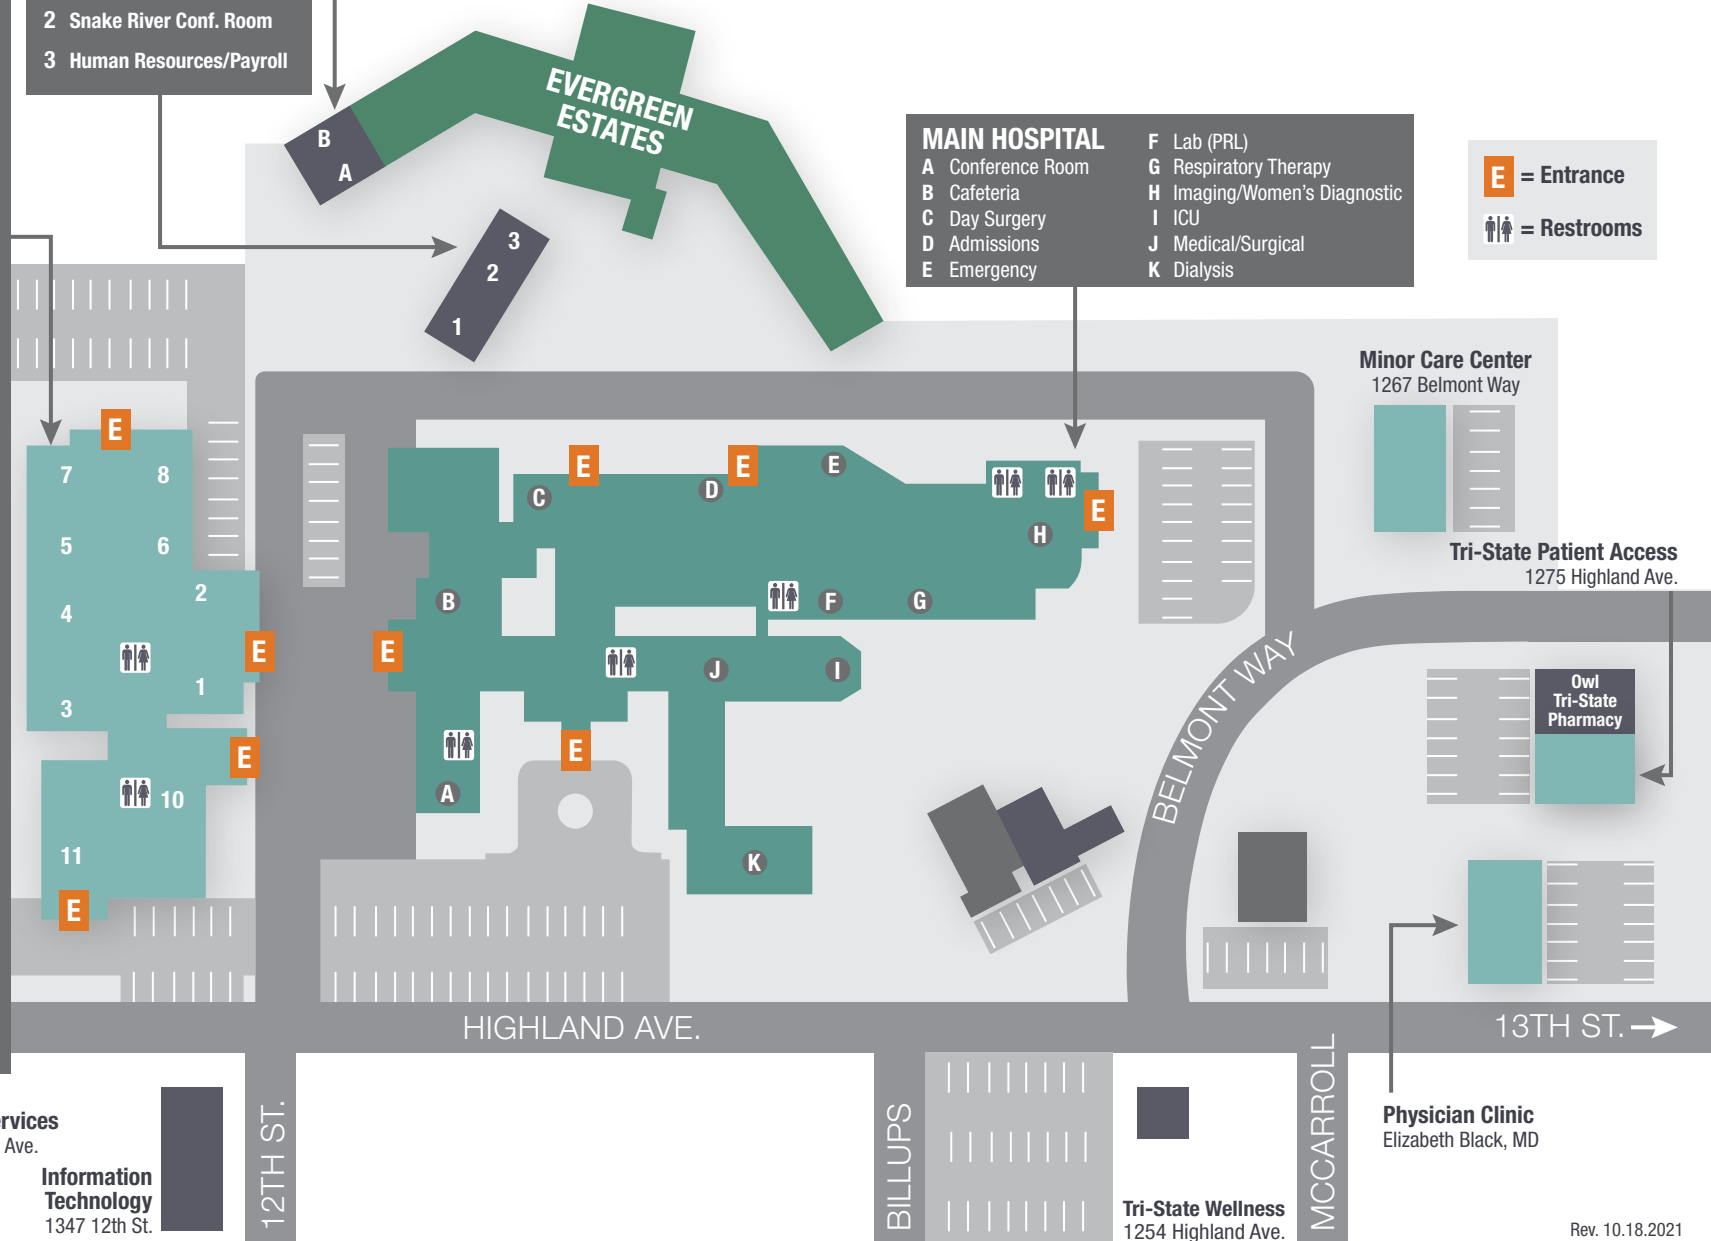 2 Snake River Conf. Room
3 Human Resources/Payroll
B
A
EVERGREEN
ESTATES
3
2
1
MAIN HOSPITAL
A Conference Room
B Cafeteria
C Day Surgery
D Admissions
E Emergency
F Lab (PRL)
G Respiratory Therapy
H Imaging/Women's Diagnostic
I ICU
J Medical/Surgical
K Dialysis
E = Entrance
= Restrooms
Minor Care Center
1267 Belmont Way
Tri-State Patient Access
1275 Highland Ave.
Owl
Tri-State
Pharmacy
E
7 8
5 6
2
4
E
1
3
E
10
11
E
E
E
E
C
D
H
E
B
F
G
E
J
I
E
A
K
BELMONT WAY
HIGHLAND AVE.
13TH ST.
12TH ST.
BILLUPS
MCCARROLL
rvices
Ave.
Information
Technology
1347 12th St.
Tri-State Wellness
1254 Highland Ave.
Physician Clinic
Elizabeth Black, MD
Rev. 10.18.2021